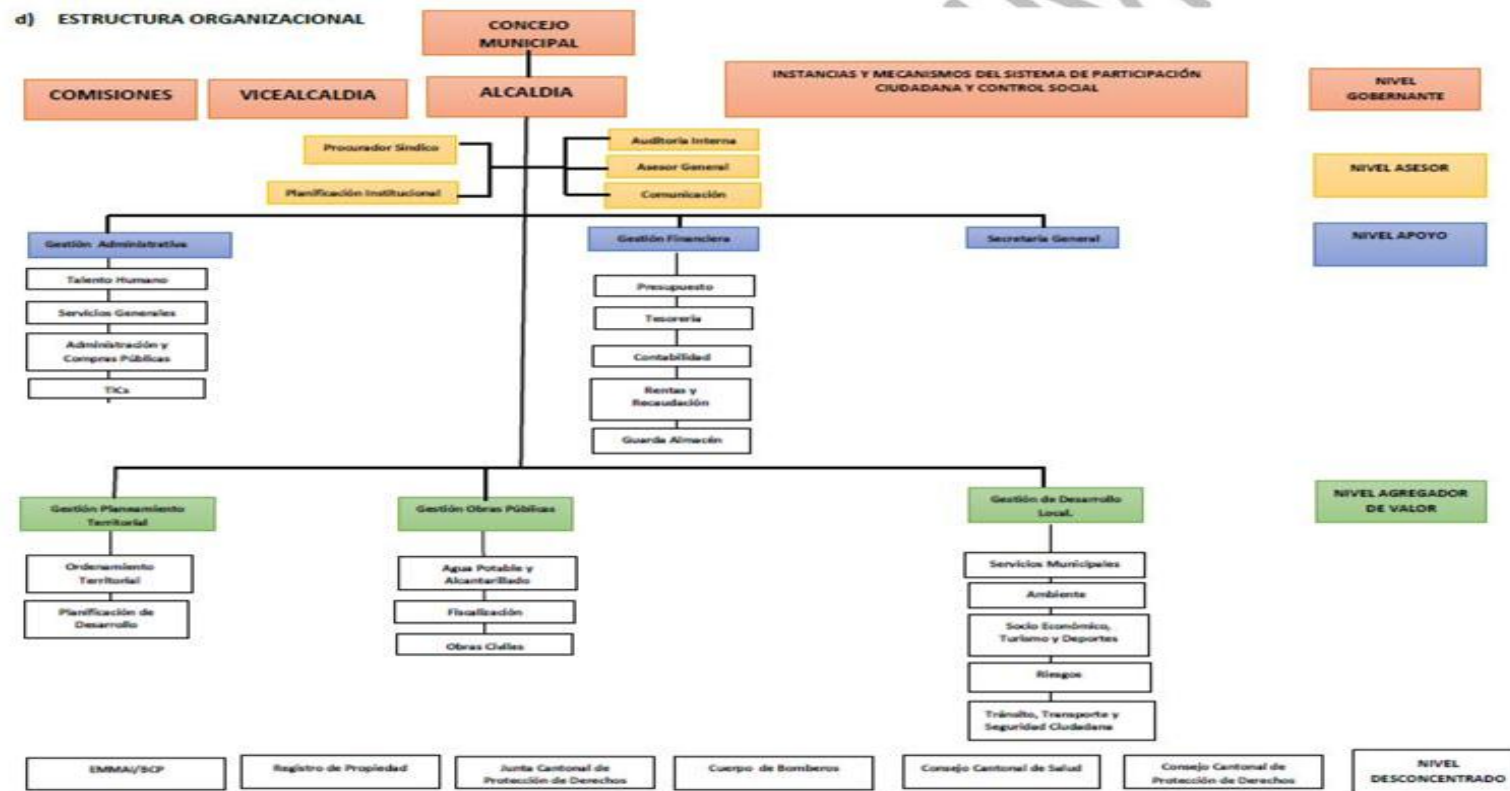 d) ESTRUCTURA ORGANIZACIONAL
CONCEJO
MUNICIPAL
COMISIONES
VICEALCALDIA
ALCALDIA
INSTANCIAS Y MECANISMOS DEL SISTEMA DE PARTICIPACIÓN
CIUDADANA Y CONTROL SOCIAL
NIVEL
GOBERNANTE
Procurador Síndico
Auditoría Interna
Asesor General
Planificación Institucional
Comunicación
NIVEL ASESOR
Gestión Administrativa
Gestión Financiera
Secretaría General
NIVEL APOYO
Talento Humano
Servicios Generales
Administración y
Compras Públicas
TICs
Presupuesto
Tesorería
Contabilidad
Rentas y
Recaudación
Guarda Almacén
Gestión Planeamiento
Territorial
Gestión Obras Públicas
Gestión de Desarrollo
Local.
NIVEL AGREGADOR
DE VALOR
Ordenamiento
Territorial
Planificación de
Desarrollo
Agua Potable y
Alcantarillado
Fiscalización
Obras Civiles
Servicios Municipales
Ambiente
Socio Económico,
Turismo y Deportes
Riesgos
Tránsito, Transporte y
Seguridad Ciudadana
EMMAI/BCP
Registro de Propiedad
Junta Cantonal de
Protección de Derechos
Cuerpo de Bomberos
Consejo Cantonal de Salud
Consejo Cantonal de
Protección de Derechos
NIVEL
DESCONCENTRADO